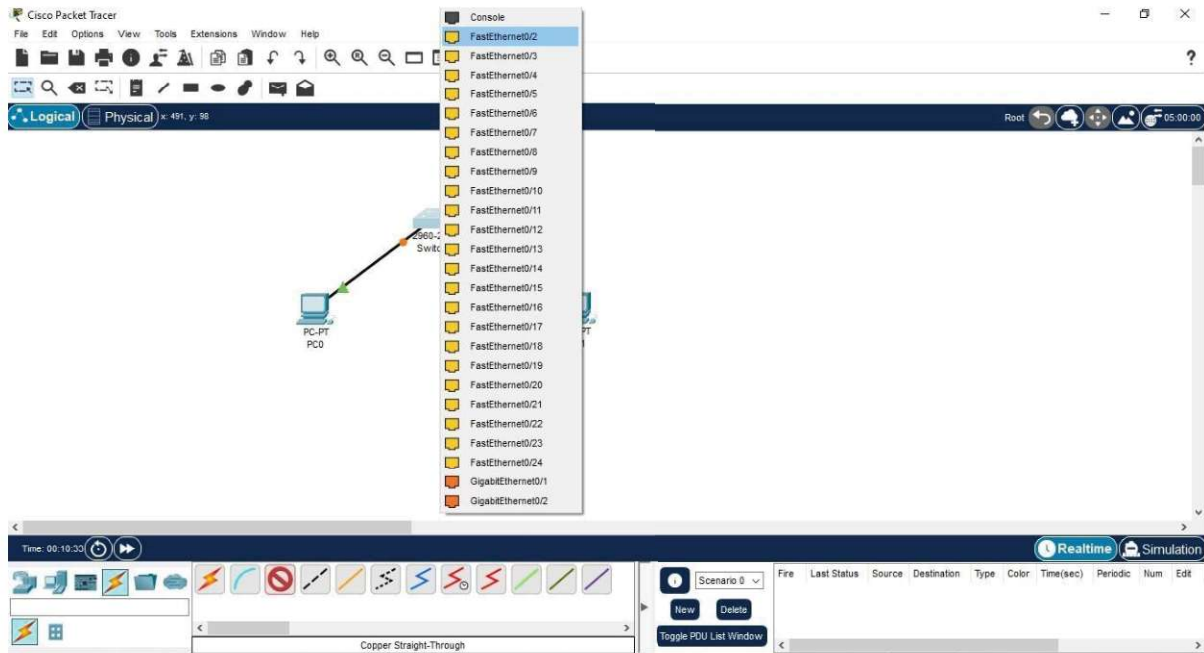 Cisco Packet Tracer
File Edit Options View Tools Extensions Window Help
?
Logical Physical x: 491, y: 98
Root 05:00:00
Console
FastEthernet0/2
FastEthernet0/3
FastEthernet0/4
FastEthernet0/5
FastEthernet0/6
FastEthernet0/7
FastEthernet0/8
FastEthernet0/9
FastEthernet0/10
FastEthernet0/11
FastEthernet0/12
FastEthernet0/13
FastEthernet0/14
FastEthernet0/15
FastEthernet0/16
FastEthernet0/17
FastEthernet0/18
FastEthernet0/19
FastEthernet0/20
FastEthernet0/21
FastEthernet0/22
FastEthernet0/23
FastEthernet0/24
GigabitEthernet0/1
GigabitEthernet0/2
2960-2
Switc
PC-PT
PC0
PT
Time: 00:10:33
Realtime Simulation
Scenario 0
Fire Last Status Source Destination Type Color Time(sec) Periodic Num Edit
New Delete
Toggle PDU List Window
Copper Straight-Through